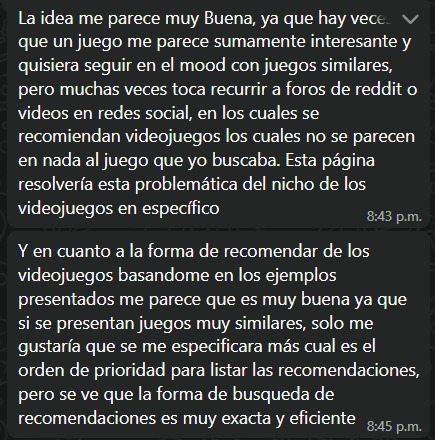 La idea me parece muy Buena, ya que hay vece
que un juego me parece sumamente interesante y
quisiera seguir en el mood con juegos similares,
pero muchas veces toca recurrir a foros de reddit o
videos en redes social, en los cuales se
recomiendan videojuegos los cuales no se parecen
en nada al juego que yo buscaba. Esta página
resolvería esta problemática del nicho de los
videojuegos en específico
8:43 p.m.
Y en cuanto a la forma de recomendar de los
videojuegos basandome en los ejemplos
presentados me parece que es muy buena ya que
si se presentan juegos muy similares, solo me
gustaría que se me especificara más cual es el
orden de prioridad para listar las recomendaciones,
pero se ve que la forma de busqueda de
recomendaciones es muy exacta y eficiente
8:45 p.m.